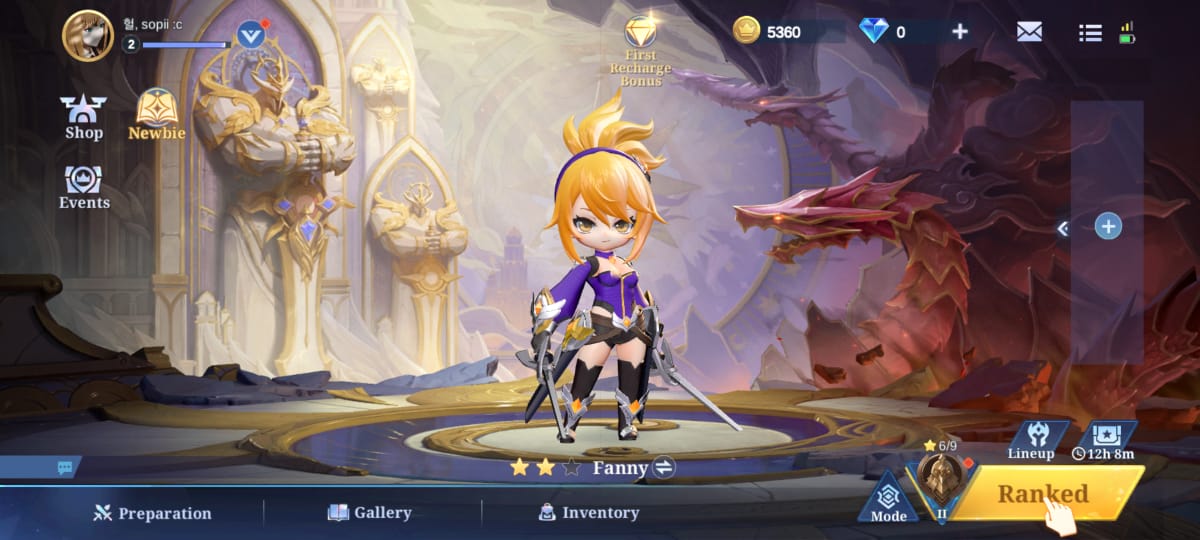 헐, sopii :c
2
First
Recharge
Bonus
5360
0
Shop
Newbie
Events
6/9
Lineup
12h 8m
Fanny
Preparation
Gallery
Inventory
Mode
II
Ranked